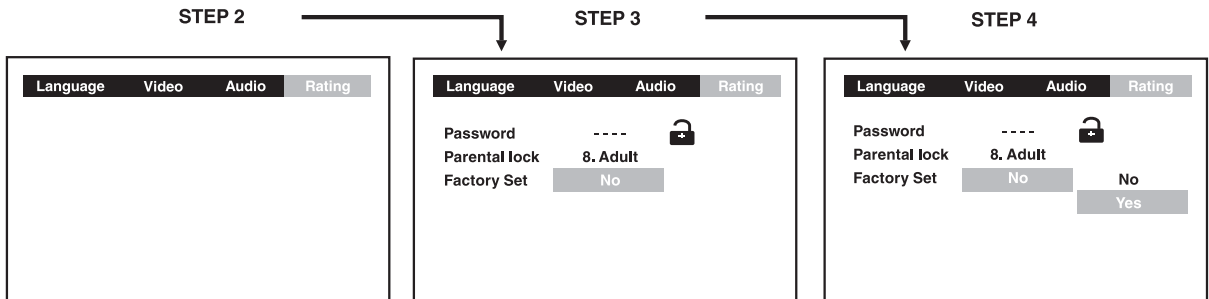 STEP 2
STEP 3
STEP 4
Language Video Audio Rating
Language Video Audio Rating
Password ----
Parental lock 8. Adult
Factory Set No
Language Video Audio Rating
Password ----
Parental lock 8. Adult
Factory Set No No
Yes